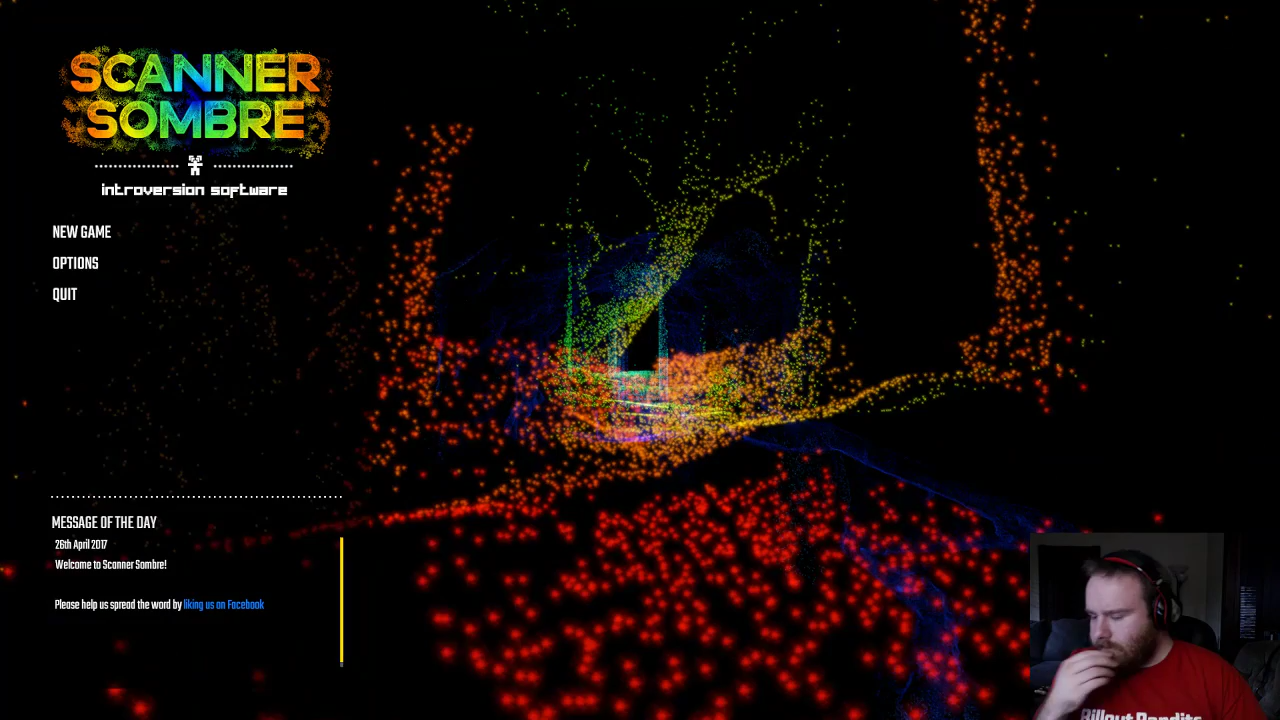 SCANNER
SOMBRE
introversion software
NEW GAME
OPTIONS
QUIT
MESSAGE OF THE DAY
26th April 2017
Welcome to Scanner Sombre!
Please help us spread the word by liking us on Facebook